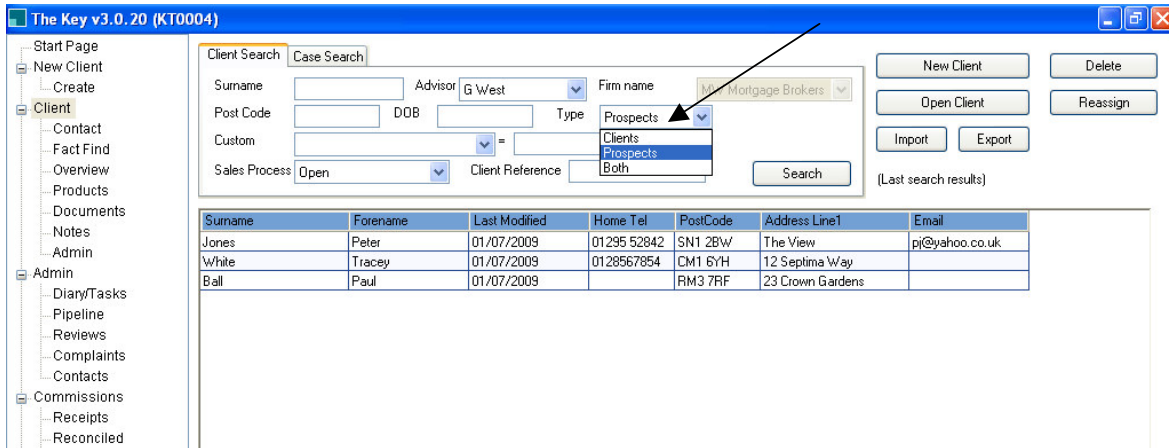 The Key v3.0.20 (KT0004)
Start Page
New Client
Create
Client
Contact
Fact Find
Overview
Products
Documents
Notes
Admin
Admin
Diary/Tasks
Pipeline
Reviews
Complaints
Contacts
Commissions
Receipts
Reconciled
Client Search Case Search
Surname Advisor G West Firm name MW Mortgage Brokers
Post Code DOB Type Prospects
Clients
Prospects
Both
Custom =
Sales Process Open Client Reference Search
New Client Delete
Open Client Reassign
Import Export
(Last search results)
Surname Forename Last Modified Home Tel PostCode Address Line1 Email
Jones Peter 01/07/2009 01295 52842 SN1 2BW The View pj@yahoo.co.uk
White Tracey 01/07/2009 0128567854 CM1 6YH 12 Septima Way
Ball Paul 01/07/2009 RM3 7RF 23 Crown Gardens